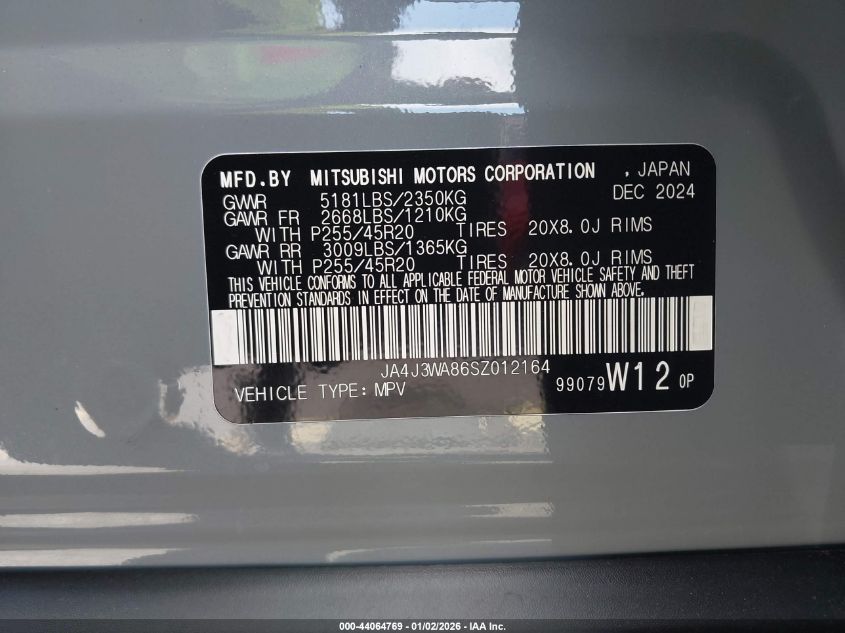 MFD.BY MITSUBISHI MOTORS CORPORATION , JAPAN
GVWR 5181LBS/2350KG DEC 2024
GAWR FR 2668LBS/1210KG
WITH P255/45R20 TIRES 20X8.0J RIMS
GAWR RR 3009LBS/1365KG
WITH P255/45R20 TIRES 20X8.0J RIMS
THIS VEHICLE CONFORMS TO ALL APPLICABLE FEDERAL MOTOR VEHICLE SAFETY AND THEFT
PREVENTION STANDARDS IN EFFECT ON THE DATE OF MANUFACTURE SHOWN ABOVE.
JA4J3WA86SZ012164
VEHICLE TYPE: MPV 99079 W12 0P
000-44064769 - 01/02/2026 - IAA Inc.